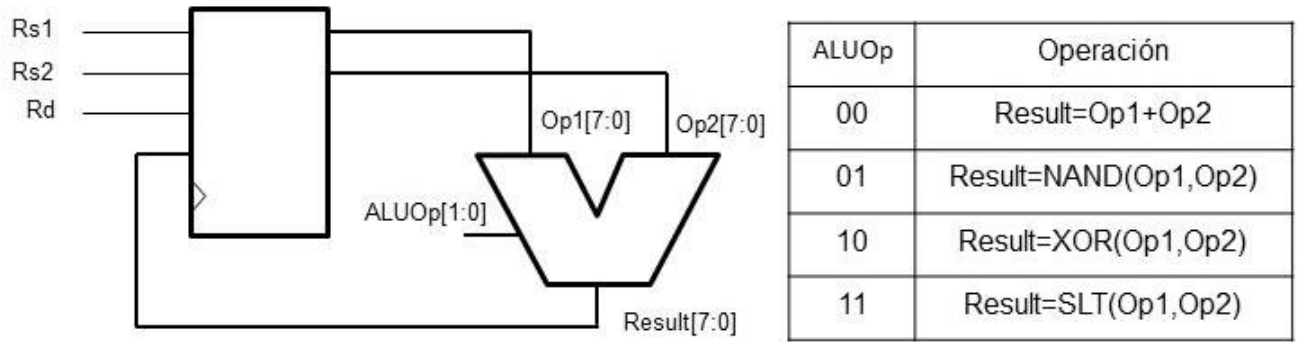 Rs1
Rs2
Rd
Op1[7:0]
Op2[7:0]
ALUOp[1:0]
Result[7:0]
ALUOp Operación
00 Result=Op1+Op2
01 Result=NAND(Op1,Op2)
10 Result=XOR(Op1,Op2)
11 Result=SLT(Op1,Op2)